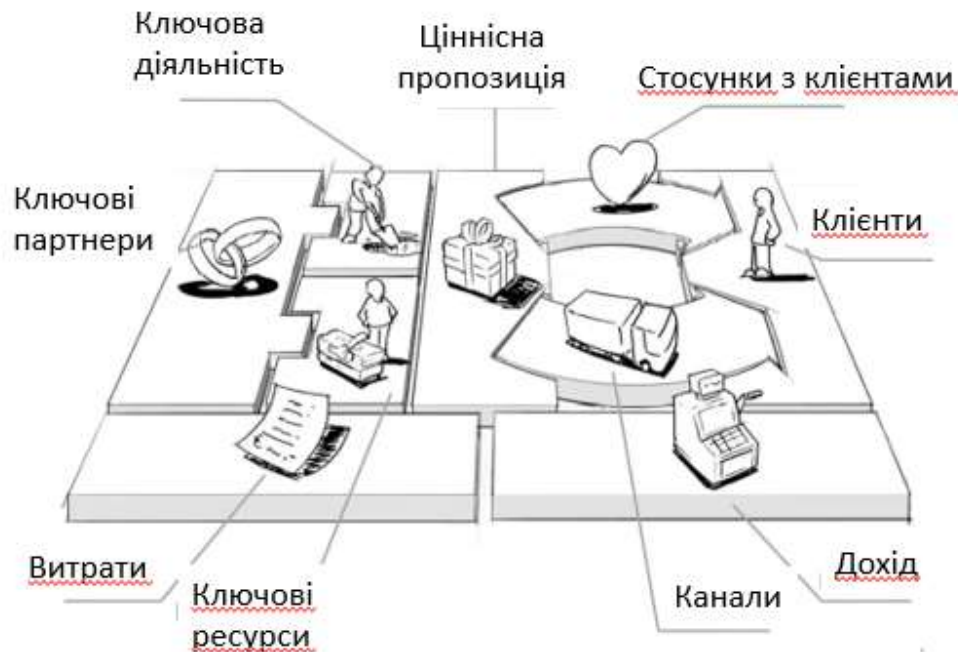 Ключова
діяльність
Ціннісна
пропозиція
Стосунки з клієнтами
Ключові
партнери
Клієнти
Витрати
Ключові
ресурси
Канали
Дохід